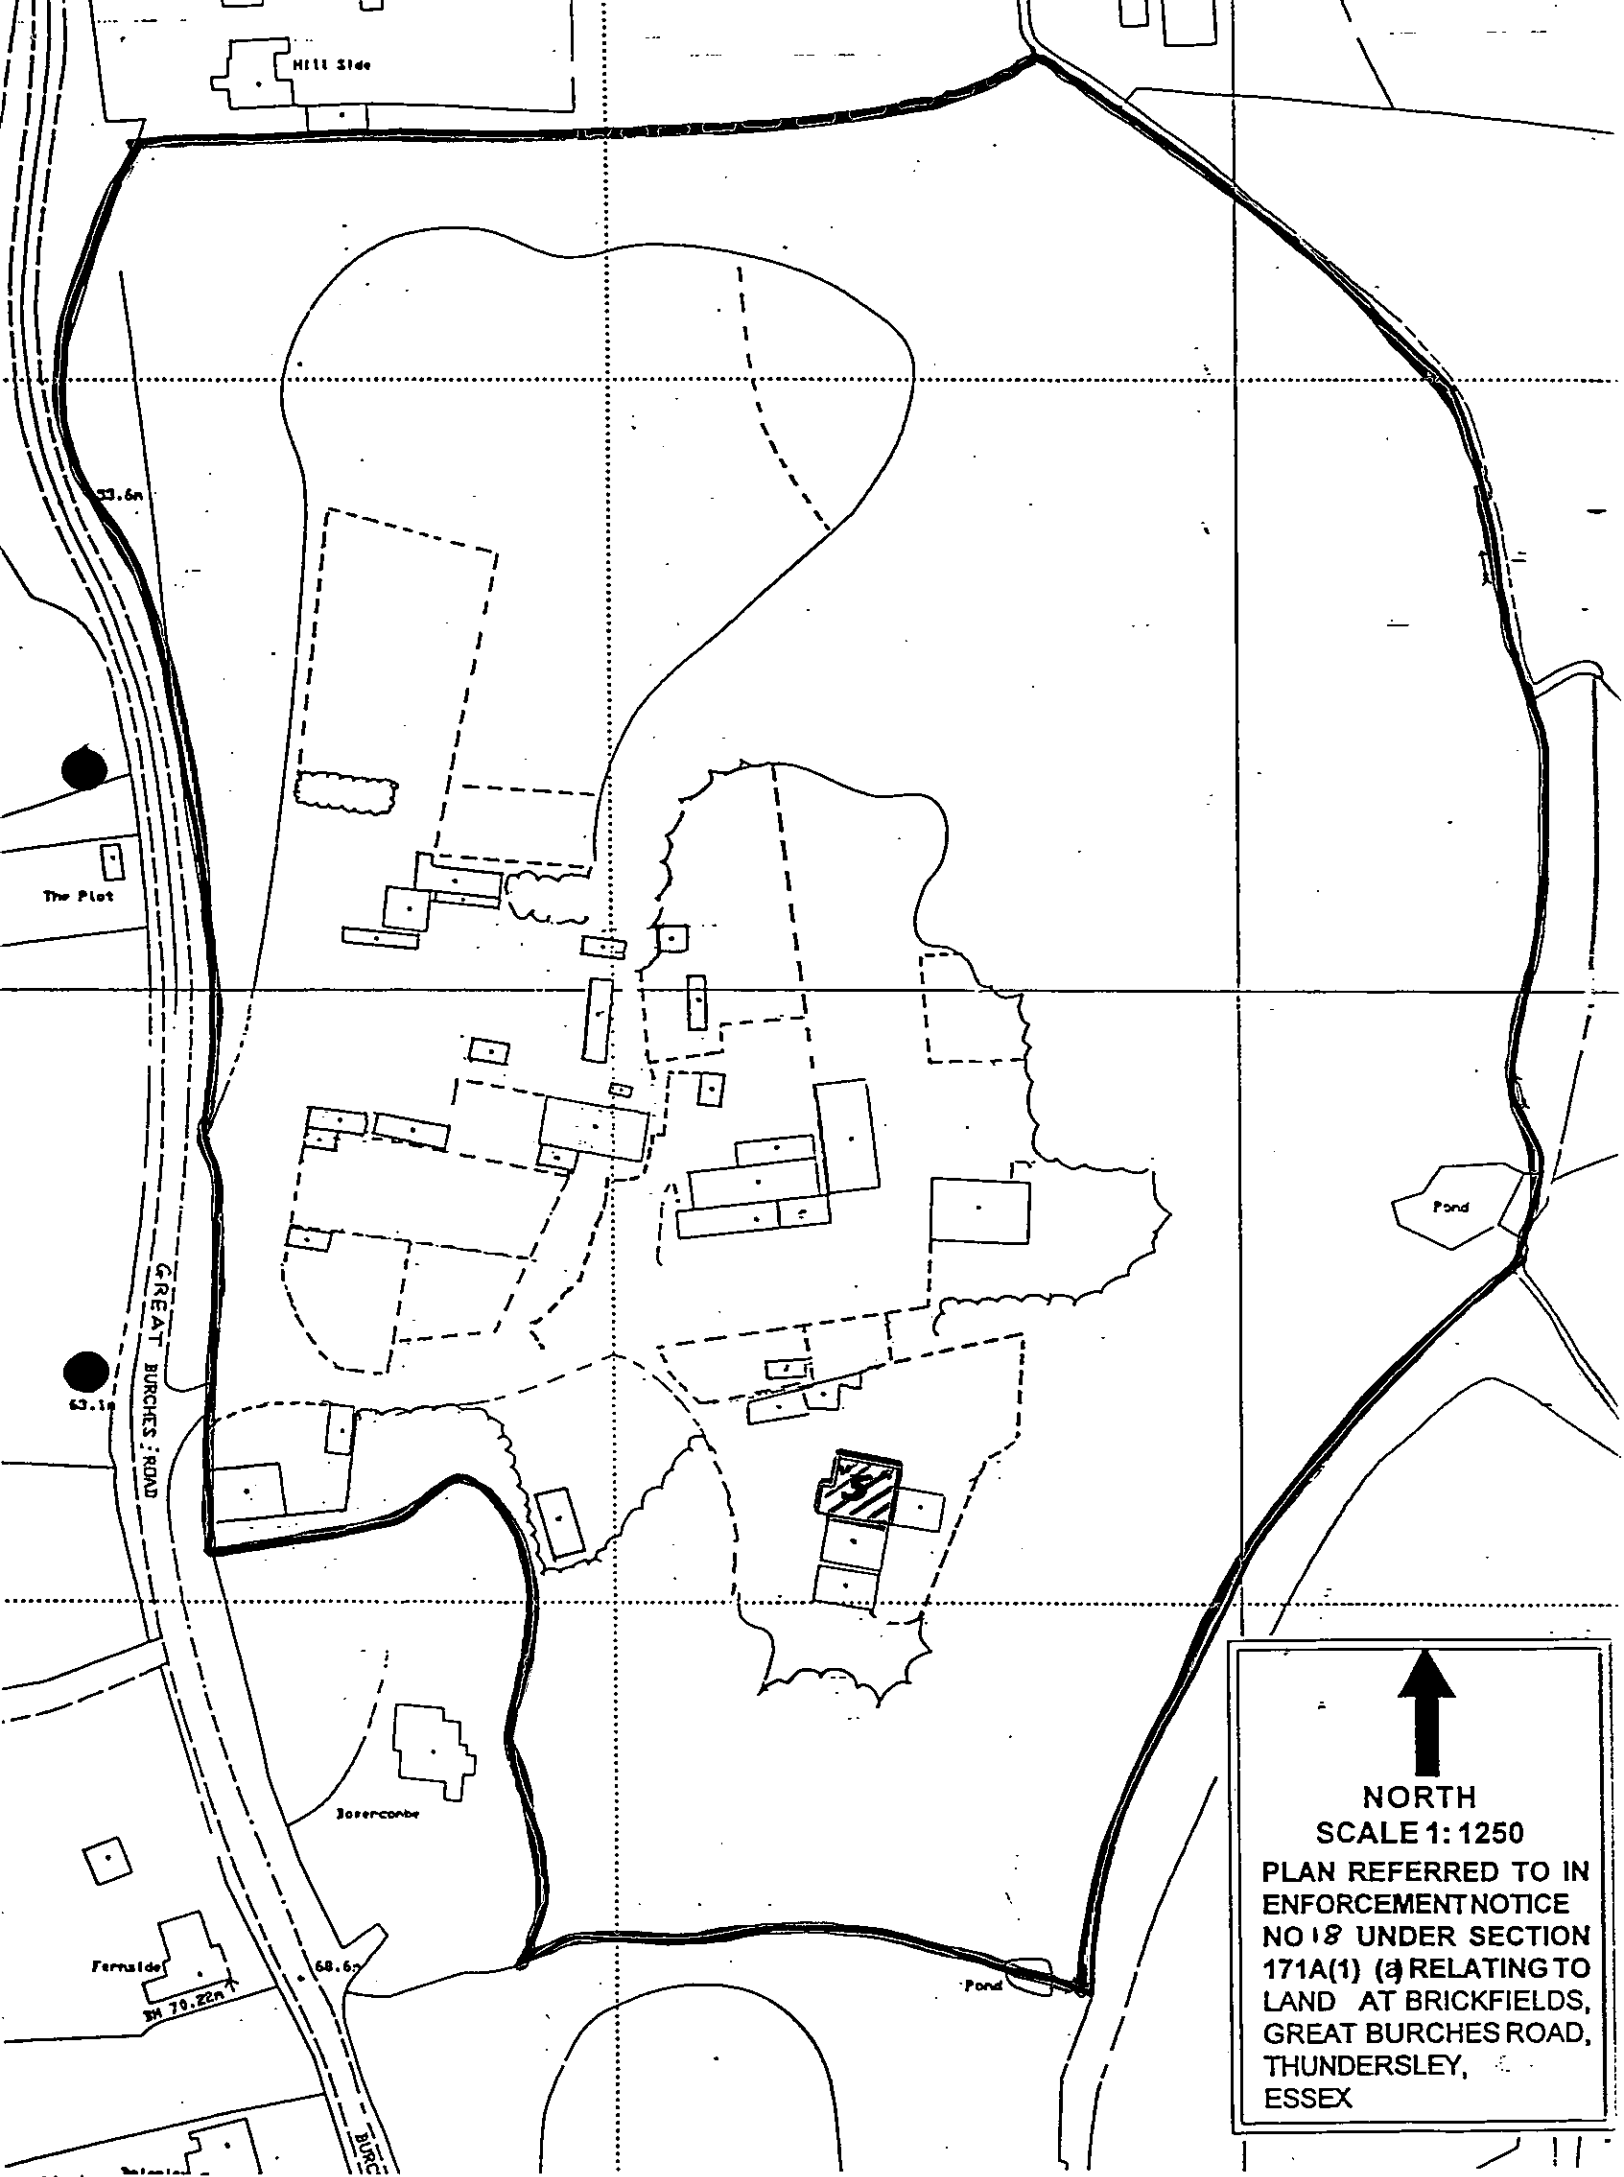 Hill Side
53.6m
The Plot
Pond
GREAT BURCHES ROAD
63.1m
S
Fernside
68.6m
BM 70.22m
Pond
BURC
NORTH
SCALE 1:1250
PLAN REFERRED TO IN
ENFORCEMENT NOTICE
NO 18 UNDER SECTION
171A(1) (a) RELATING TO
LAND AT BRICKFIELDS,
GREAT BURCHES ROAD,
THUNDERSLEY,
ESSEX